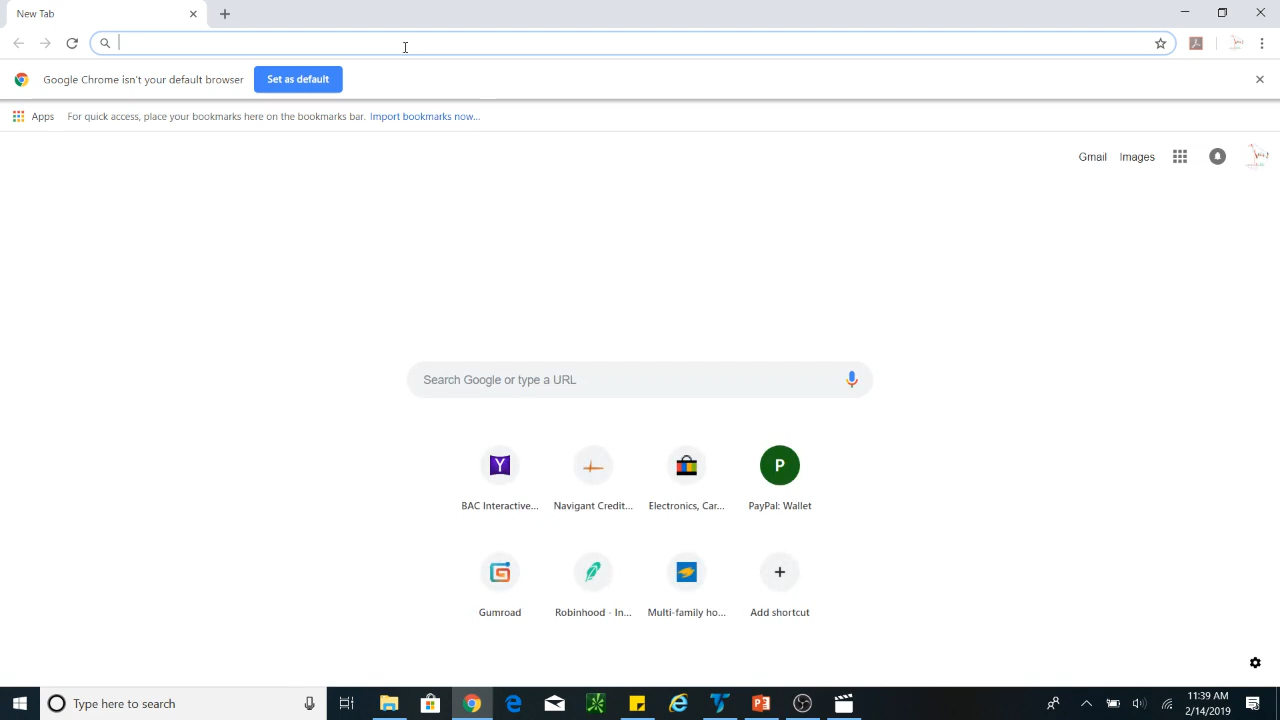 New Tab
Google Chrome isn't your default browser
Set as default
Apps
For quick access, place your bookmarks here on the bookmarks bar. Import bookmarks now...
Gmail
Images
Search Google or type a URL
Y
P
BAC Interactive...
Navigant Credit...
Electronics, Car...
PayPal: Wallet
Gumroad
Robinhood - In...
Multi-family ho...
Add shortcut
Type here to search
11:39 AM
2/14/2019